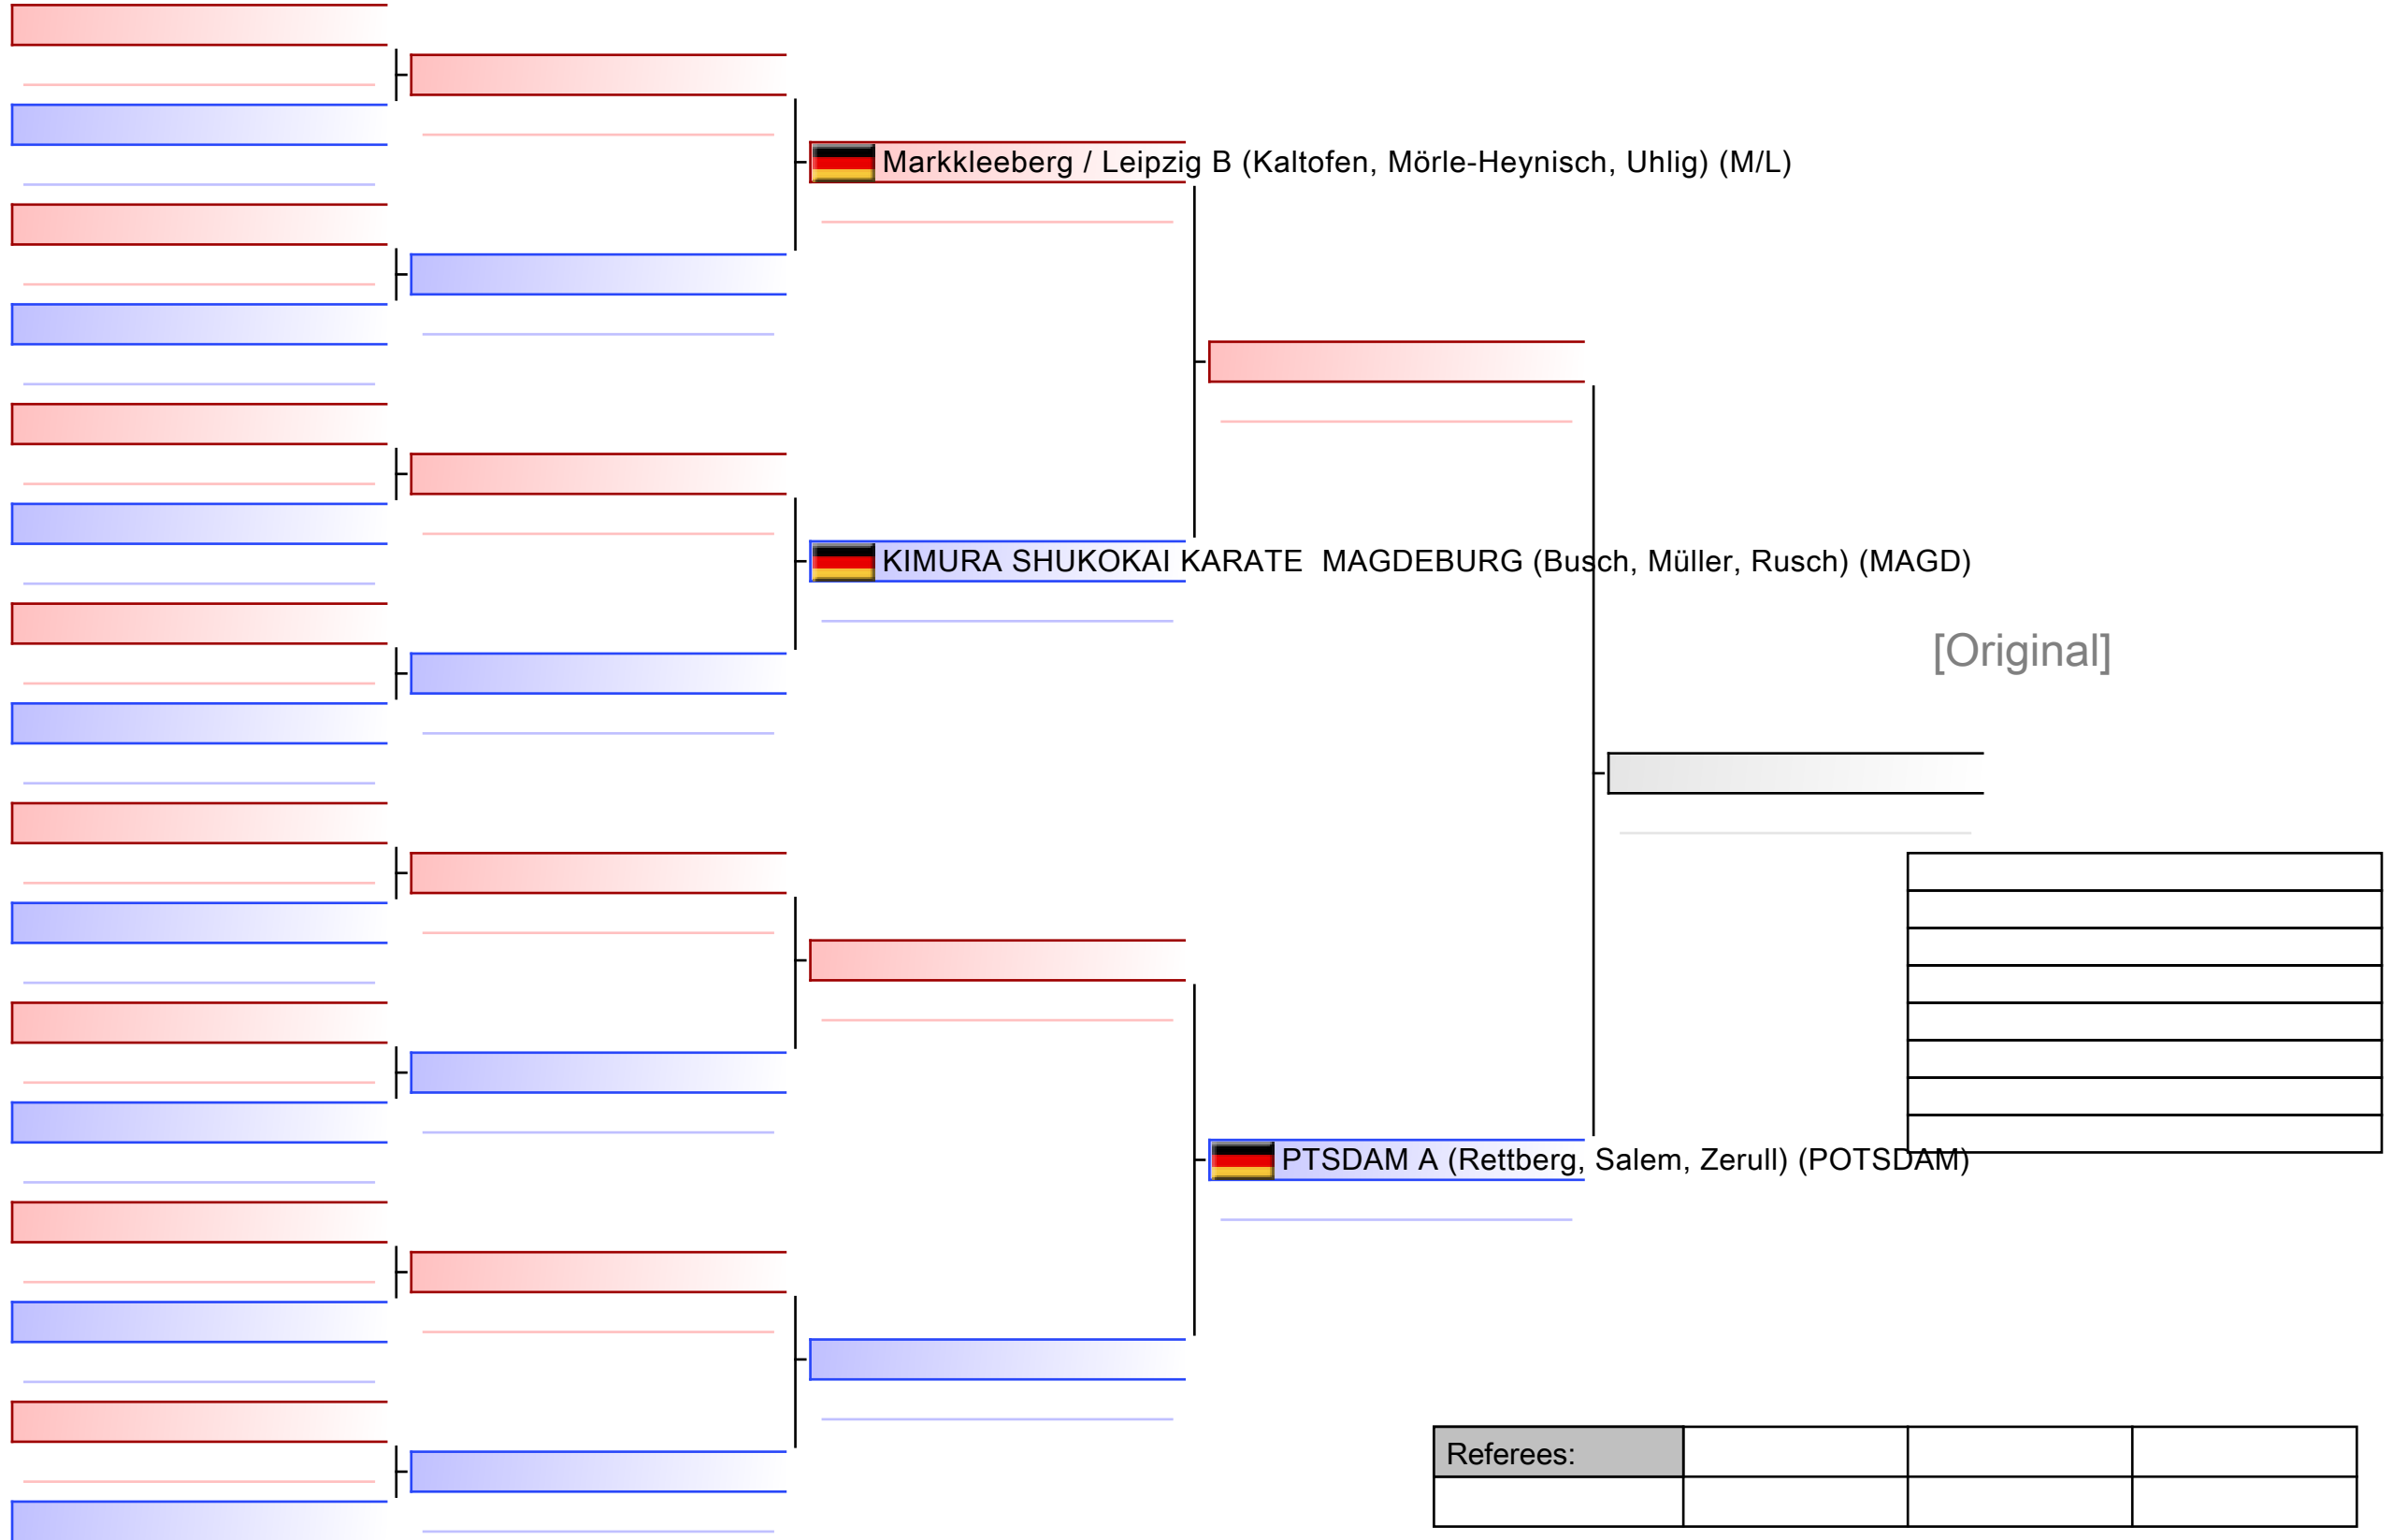 Markkleeberg / Leipzig B (Kaltofen, Mörle-Heynisch, Uhlig) (M/L)
KIMURA SHUKOKAI KARATE  MAGDEBURG (Busch, Müller, Rusch) (MAGD)
[Original]
PTSDAM A (Rettberg, Salem, Zerull) (POTSDAM)
Referees: